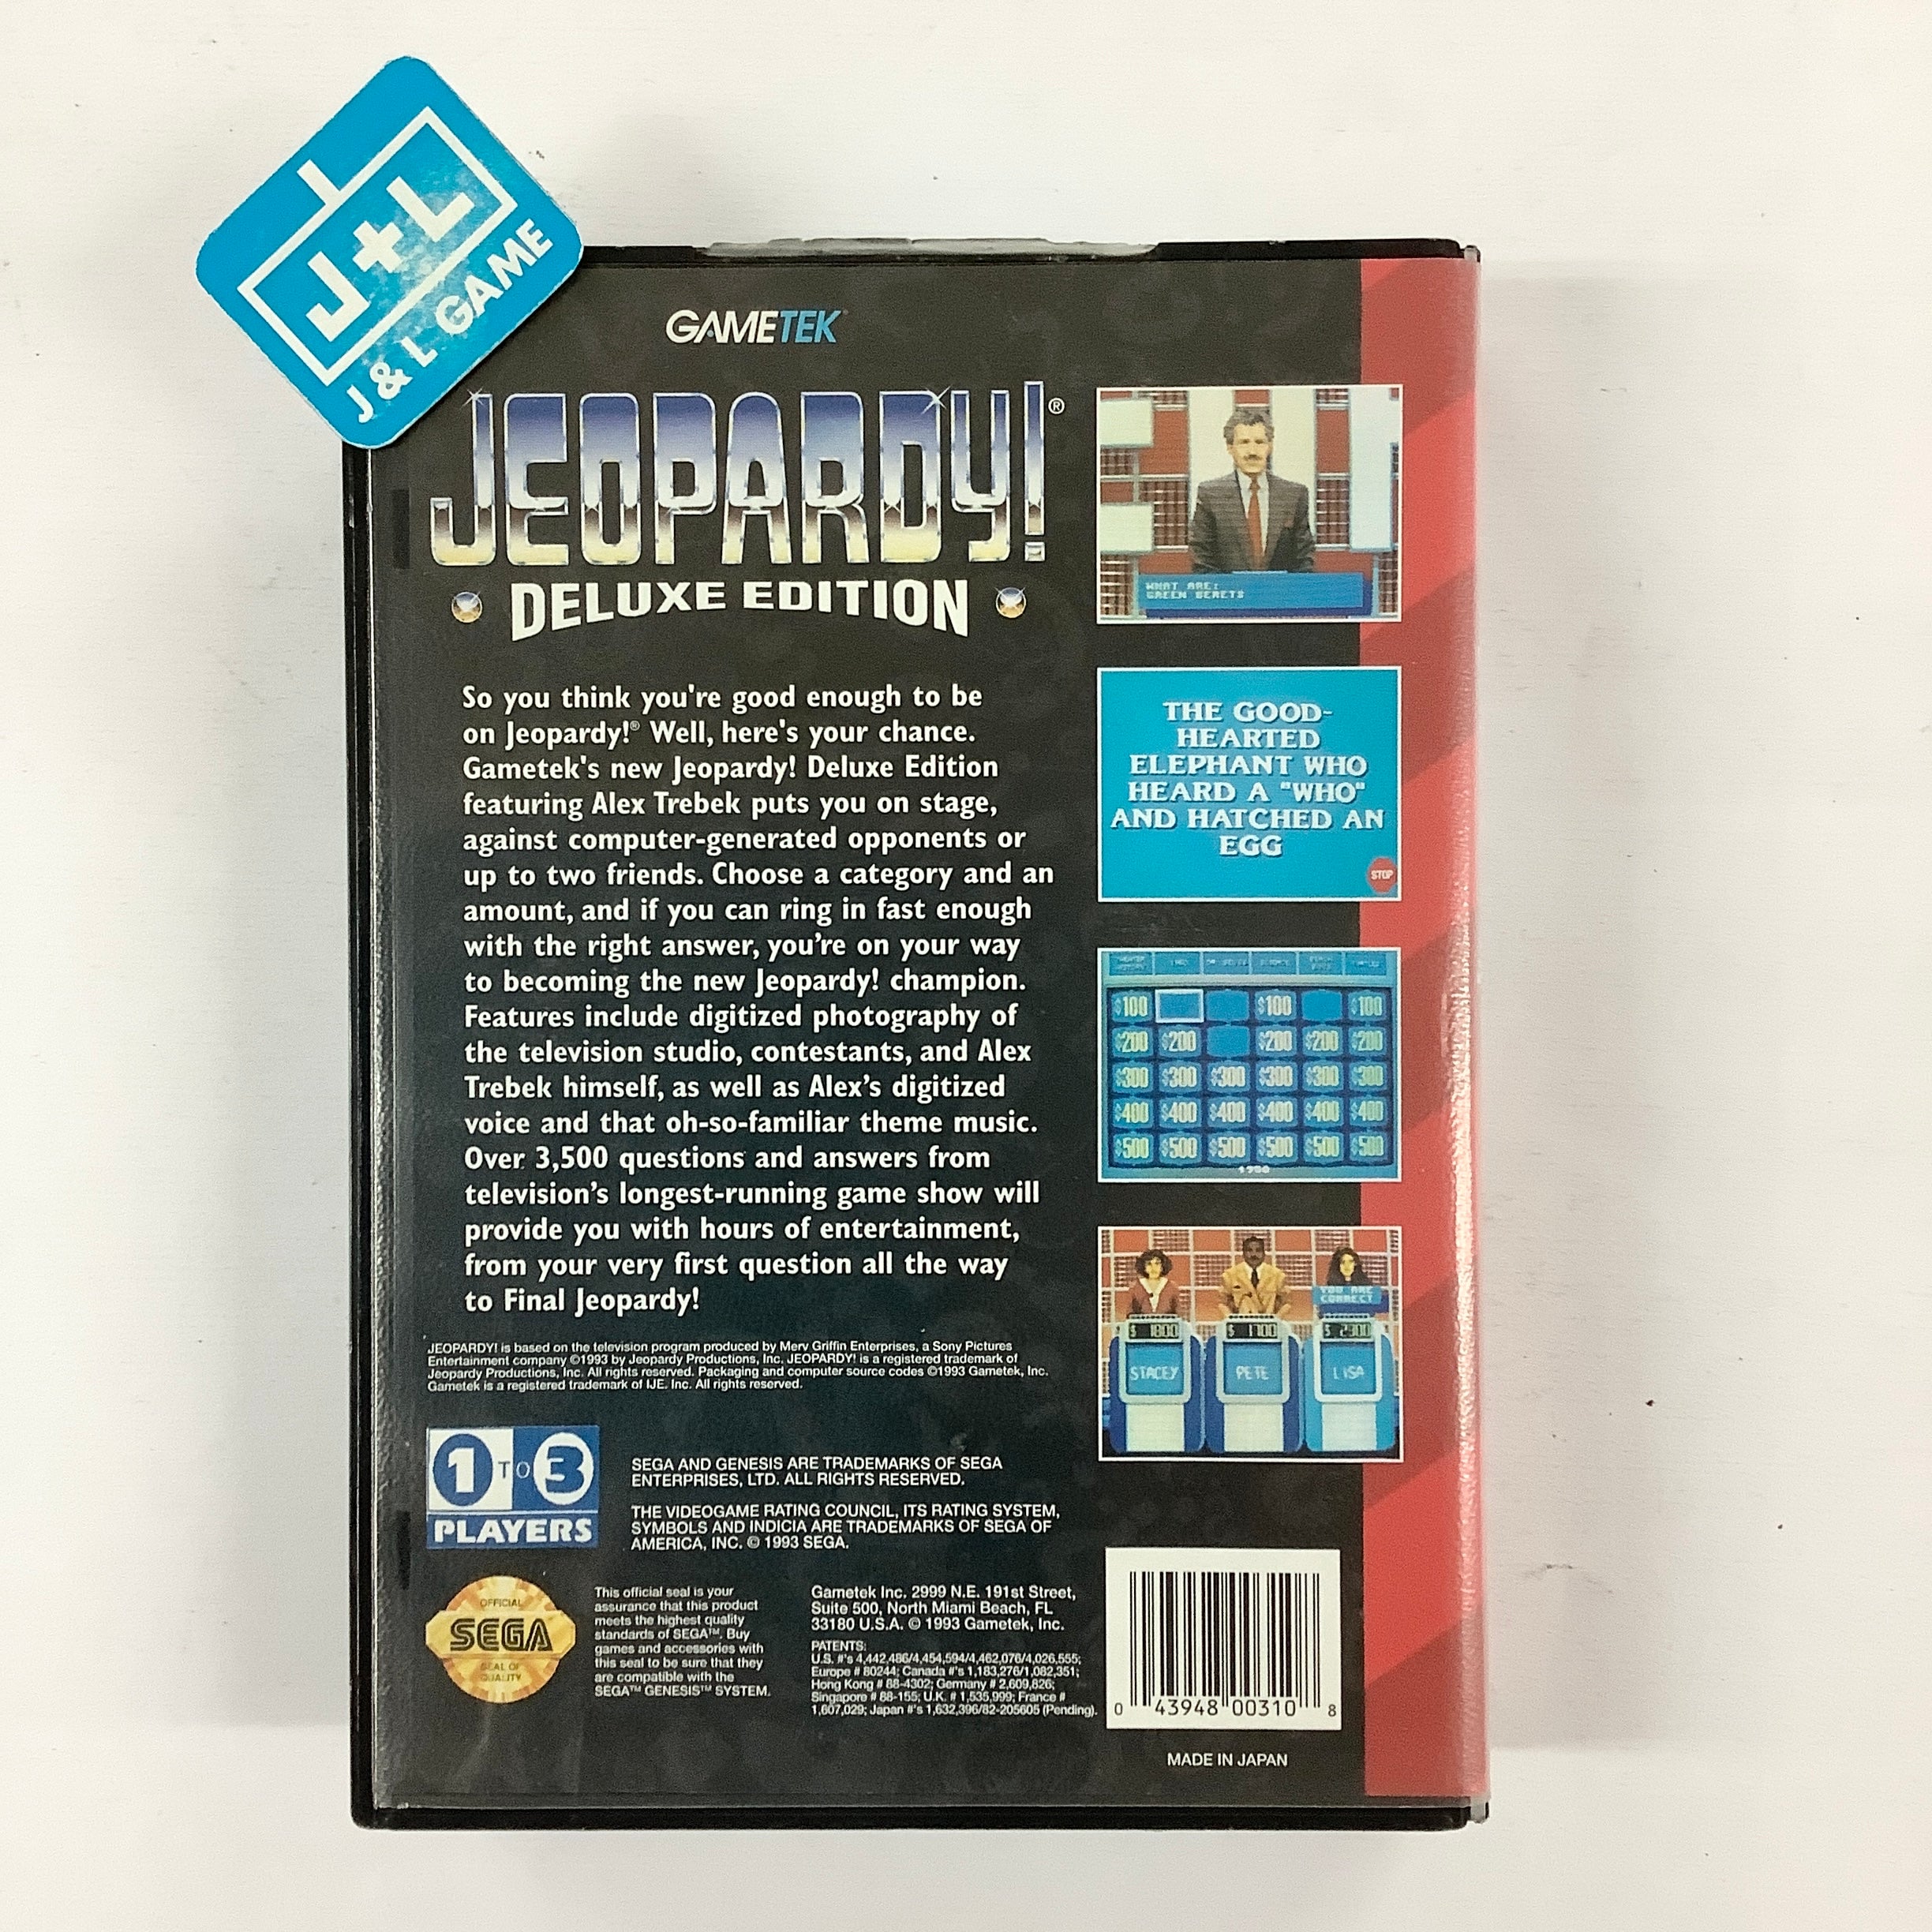 J+L
J & L GAME
GAMETEK
JEOPARDY!®
DELUXE EDITION
So you think you're good enough to be
on Jeopardy!® Well, here's your chance.
Gametek's new Jeopardy! Deluxe Edition
featuring Alex Trebek puts you on stage,
against computer-generated opponents or
up to two friends. Choose a category and an
amount, and if you can ring in fast enough
with the right answer, you're on your way
to becoming the new Jeopardy! champion.
Features include digitized photography of
the television studio, contestants, and Alex
Trebek himself, as well as Alex's digitized
voice and that oh-so-familiar theme music.
Over 3,500 questions and answers from
television's longest-running game show will
provide you with hours of entertainment,
from your very first question all the way
to Final Jeopardy!
JEOPARDY! is based on the television program produced by Merv Griffin Enterprises, a Sony Pictures
Entertainment company ©1993 by Jeopardy Productions, Inc. JEOPARDY! is a registered trademark of
Jeopardy Productions, Inc. All rights reserved. Packaging and computer source codes ©1993 Gametek, Inc.
Gametek is a registered trademark of IJE. Inc. All rights reserved.
WHAT ARE:
GREEN BERETS
THE GOOD-
HEARTED
ELEPHANT WHO
HEARD A "WHO"
AND HATCHED AN
EGG
STOP
$100 $100 $100
$200 $200 $200 $200 $200
$300 $300 $300 $300 $300 $300
$400 $400 $400 $400 $400 $400
$500 $500 $500 $500 $500 $500
YOU ARE
CORRECT
$ 1800 $ 1700 $ 2300
STACEY PETE LISA
1 TO 3
PLAYERS
SEGA AND GENESIS ARE TRADEMARKS OF SEGA
ENTERPRISES, LTD. ALL RIGHTS RESERVED.
THE VIDEOGAME RATING COUNCIL, ITS RATING SYSTEM,
SYMBOLS AND INDICIA ARE TRADEMARKS OF SEGA OF
AMERICA, INC. © 1993 SEGA.
OFFICIAL
SEGA
SEAL OF
QUALITY
This official seal is your
assurance that this product
meets the highest quality
standards of SEGA™. Buy
games and accessories with
this seal to be sure that they
are compatible with the
SEGA™ GENESIS™ SYSTEM.
Gametek Inc. 2999 N.E. 191st Street,
Suite 500, North Miami Beach, FL
33180 U.S.A. © 1993 Gametek, Inc.
PATENTS:
U.S. #'s 4,442,486/4,454,594/4,462,076/4,026,555;
Europe # 80244; Canada #'s 1,183,276/1,082,351;
Hong Kong # 88-4302; Germany # 2,609,826;
Singapore # 88-155; U.K. # 1,535,999; France #
1,607,029; Japan #'s 1,632,396/82-205605 (Pending).
0 43948 00310 8
MADE IN JAPAN